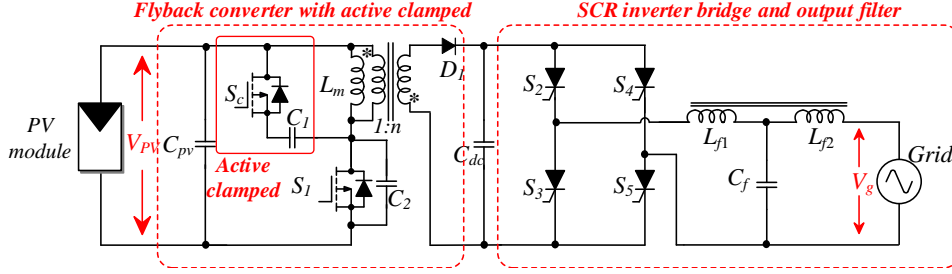 Flyback converter with active clamped
SCR inverter bridge and output filter
PV
module
V_PV
C_pv
S_c
C_1
Active
clamped
L_m
1:n
*
*
S_1
C_2
D_1
C_dc
S_2
S_4
S_3
S_5
L_f1
L_f2
C_f
V_g
Grid